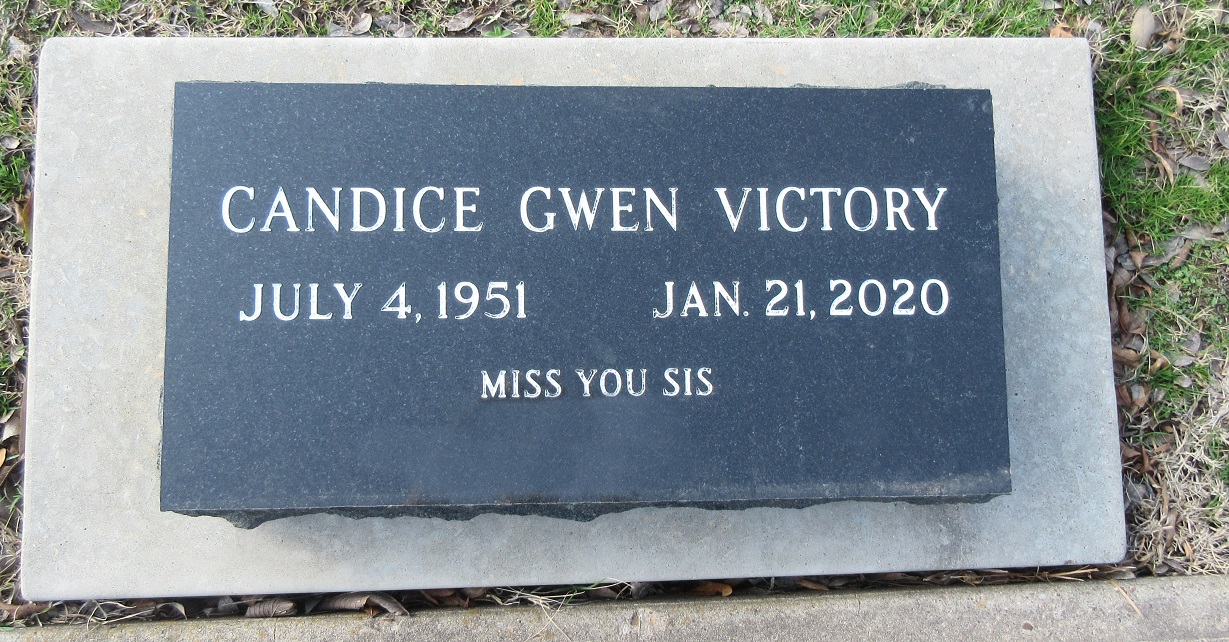 CANDICE GWEN VICTORY
JULY 4, 1951 JAN. 21, 2020
MISS YOU SIS